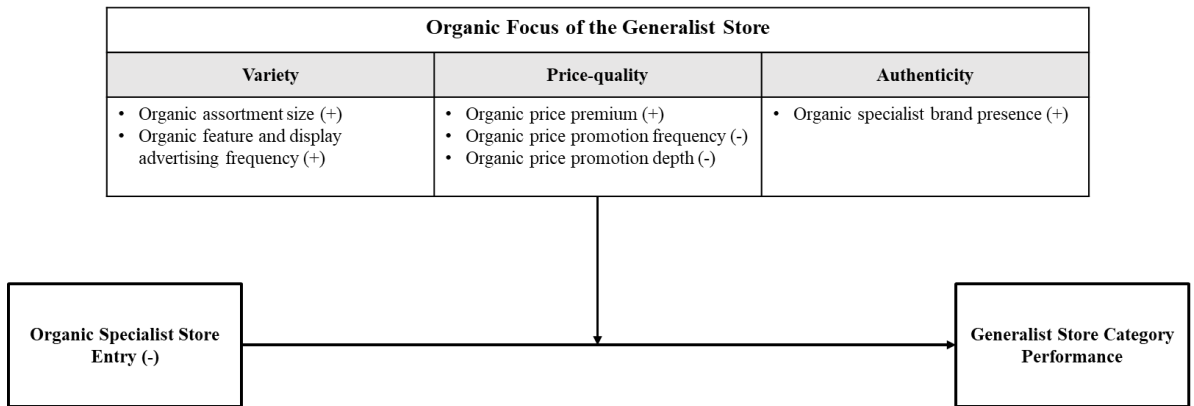 Organic Focus of the Generalist Store
Variety
Price-quality
Authenticity
• Organic assortment size (+)
• Organic feature and display
advertising frequency (+)
• Organic price premium (+)
• Organic price promotion frequency (-)
• Organic price promotion depth (-)
• Organic specialist brand presence (+)
Organic Specialist Store
Entry (-)
Generalist Store Category
Performance